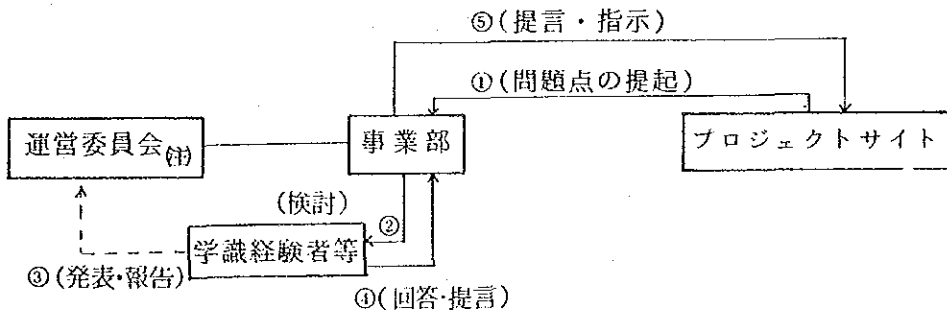 ⑤(提言・指示)
①(問題点の提起)
運営委員会(注)
事業部
プロジェクトサイト
(検討)
②
学識経験者等
③(発表・報告)
④(回答・提言)